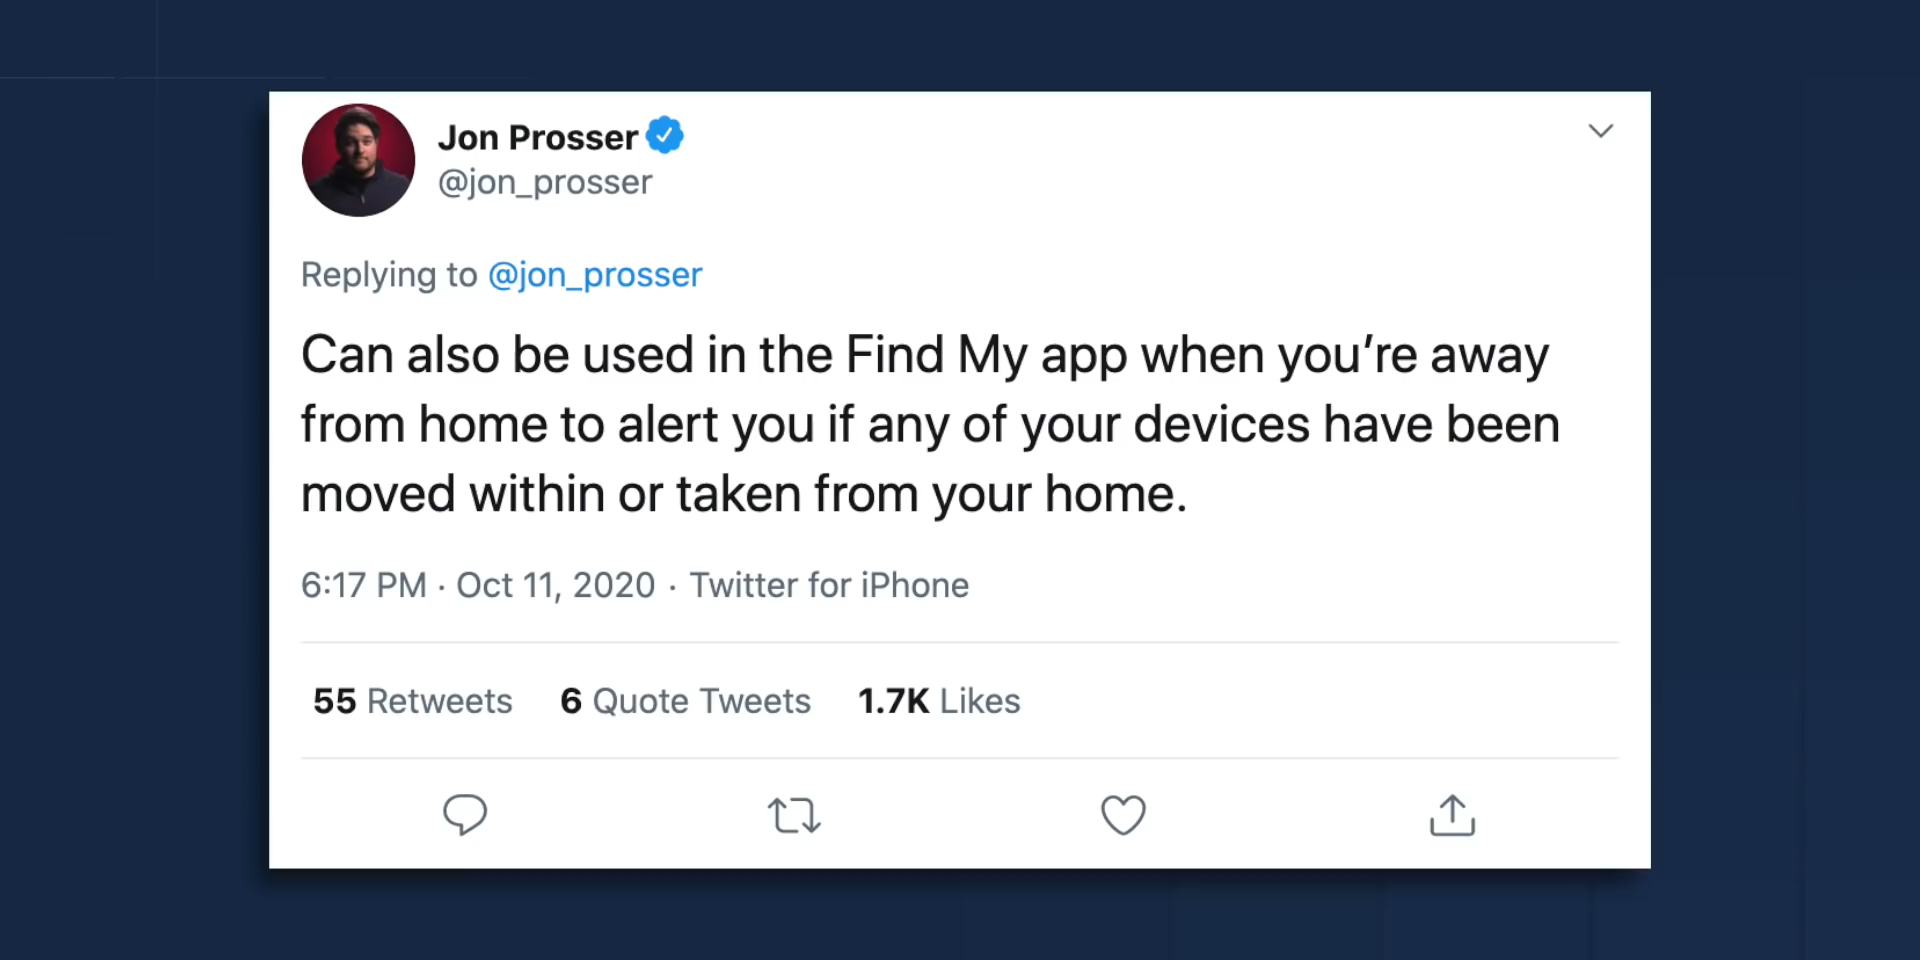 Jon Prosser
@jon_prosser
Replying to @jon_prosser
Can also be used in the Find My app when you’re away
from home to alert you if any of your devices have been
moved within or taken from your home.
6:17 PM · Oct 11, 2020 · Twitter for iPhone
55 Retweets 6 Quote Tweets 1.7K Likes